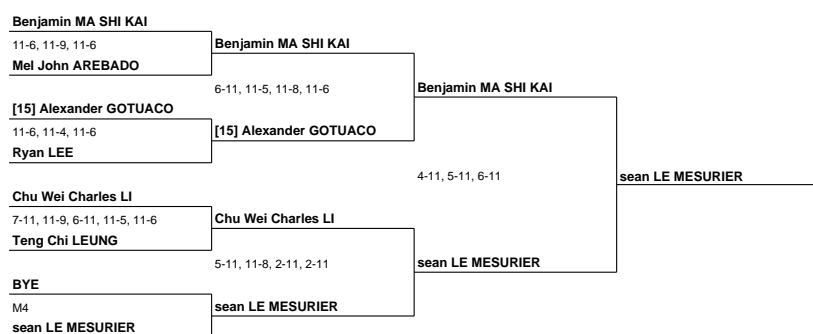 Benjamin MA SHI KAI
11-6, 11-9, 11-6
Benjamin MA SHI KAI
Mel John AREBADO
6-11, 11-5, 11-8, 11-6
Benjamin MA SHI KAI
[15] Alexander GOTUACO
11-6, 11-4, 11-6
[15] Alexander GOTUACO
Ryan LEE
4-11, 5-11, 6-11
sean LE MESURIER
Chu Wei Charles LI
7-11, 11-9, 6-11, 11-5, 11-6
Chu Wei Charles LI
Teng Chi LEUNG
5-11, 11-8, 2-11, 2-11
sean LE MESURIER
BYE
M4
sean LE MESURIER
sean LE MESURIER